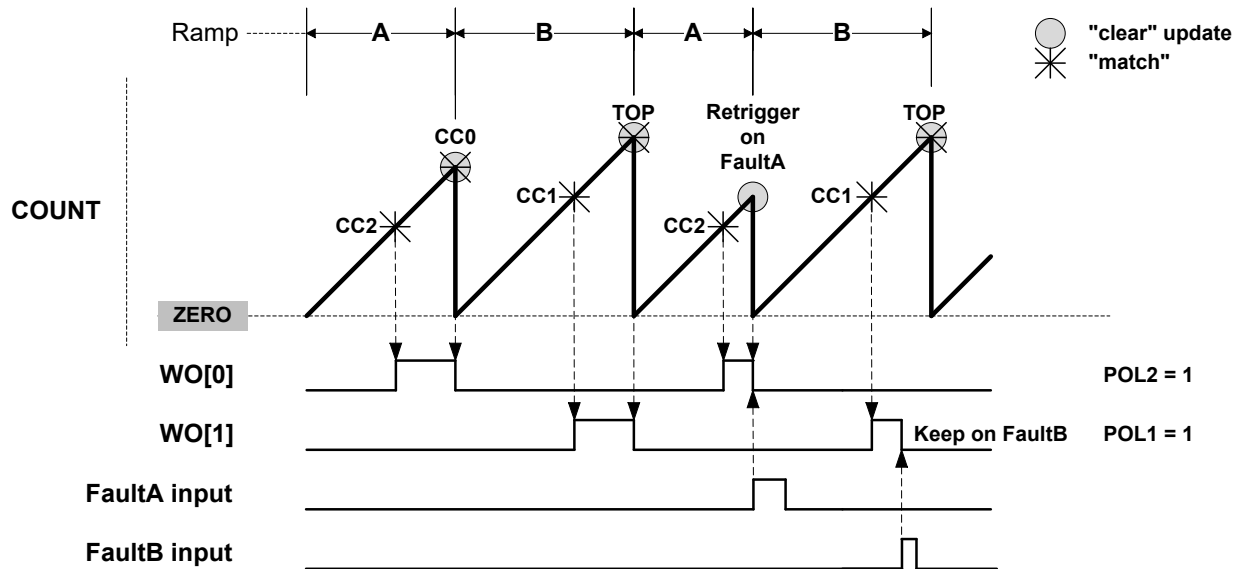 Ramp
A
B
A
B
"clear" update
"match"
COUNT
CC0
TOP
Retrigger
on
FaultA
TOP
CC2
CC1
CC2
CC1
ZERO
WO[0]
POL2 = 1
WO[1]
Keep on FaultB
POL1 = 1
FaultA input
FaultB input